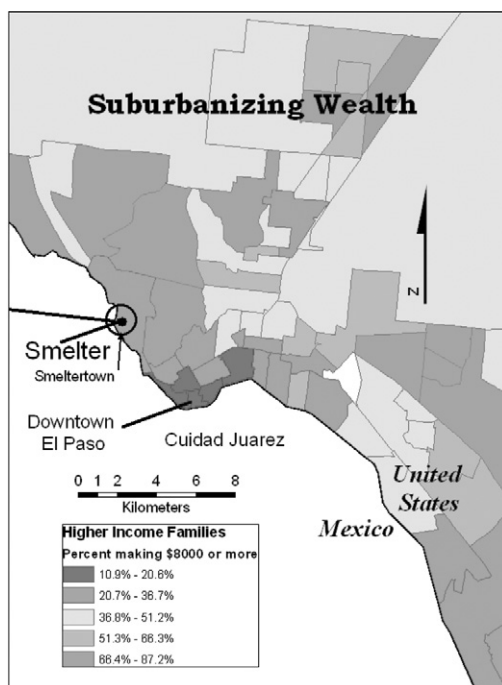 Suburbanizing Wealth
N
Smelter
Smeltertown
Downtown
El Paso
Cuidad Juarez
0 1 2 4 6 8
Kilometers
United
States
Mexico
Higher Income Families
Percent making $8000 or more
10.9% - 20.6%
20.7% - 36.7%
36.8% - 51.2%
51.3% - 66.3%
66.4% - 87.2%